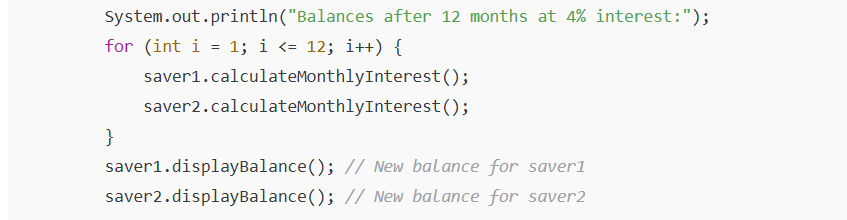 System.out.println("Balances after 12 months at 4% interest:");
for (int i = 1; i <= 12; i++) {
    saver1.calculateMonthlyInterest();
    saver2.calculateMonthlyInterest();
}
saver1.displayBalance(); // New balance for saver1
saver2.displayBalance(); // New balance for saver2